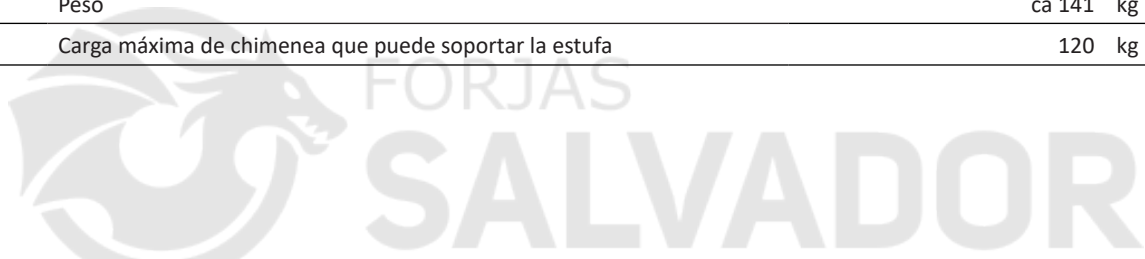 Peso ca 141 kg
Carga máxima de chimenea que puede soportar la estufa 120 kg
FORJAS
SALVADOR